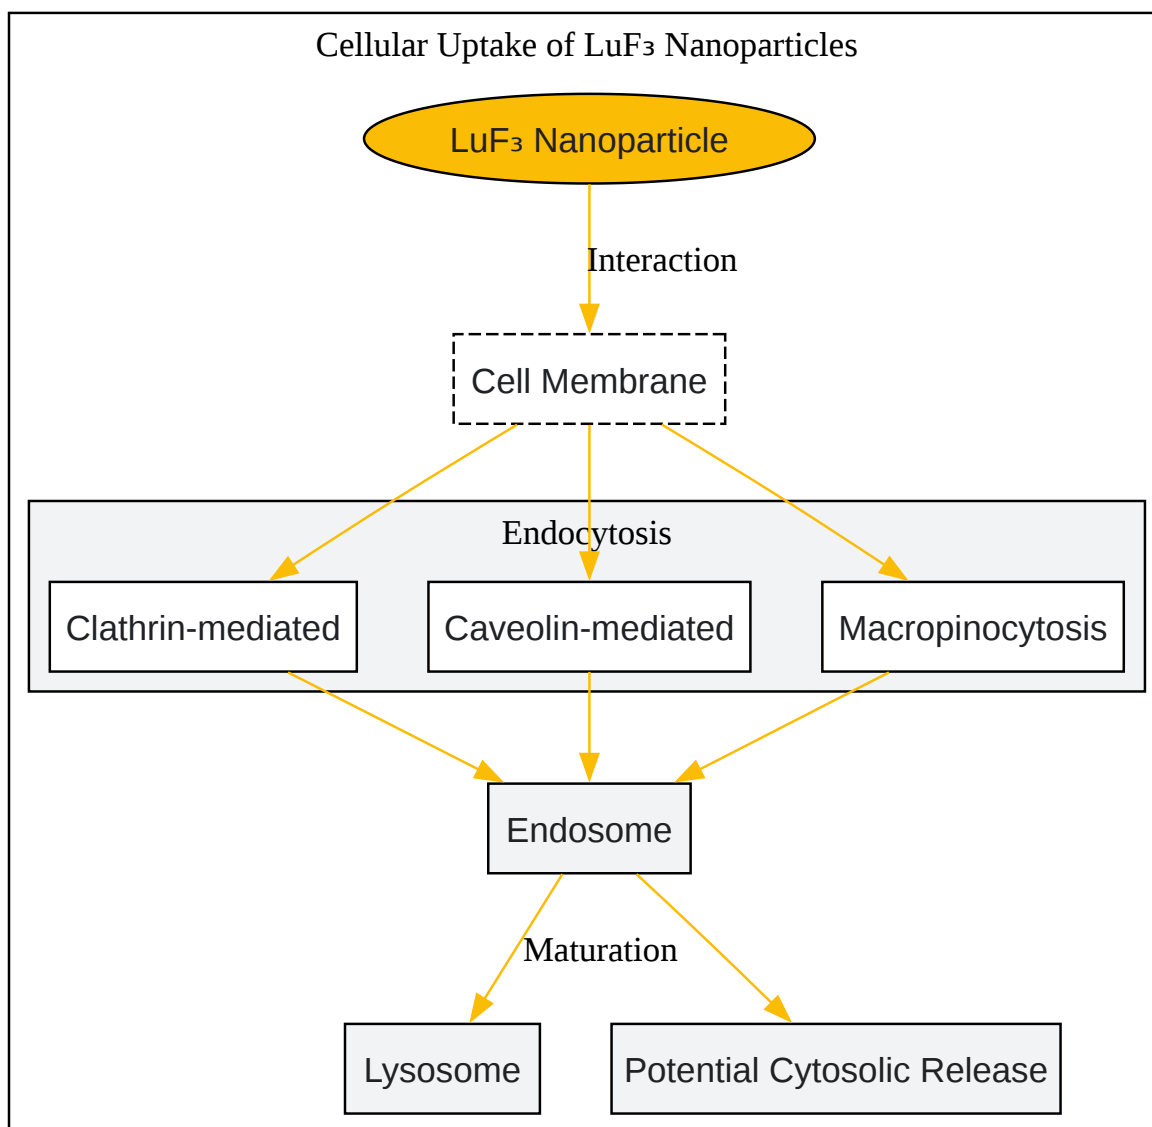 Cellular Uptake of LuF₃ Nanoparticles
LuF₃ Nanoparticle
Interaction
Cell Membrane
Endocytosis
Clathrin-mediated
Caveolin-mediated
Macropinocytosis
Endosome
Maturation
Lysosome
Potential Cytosolic Release